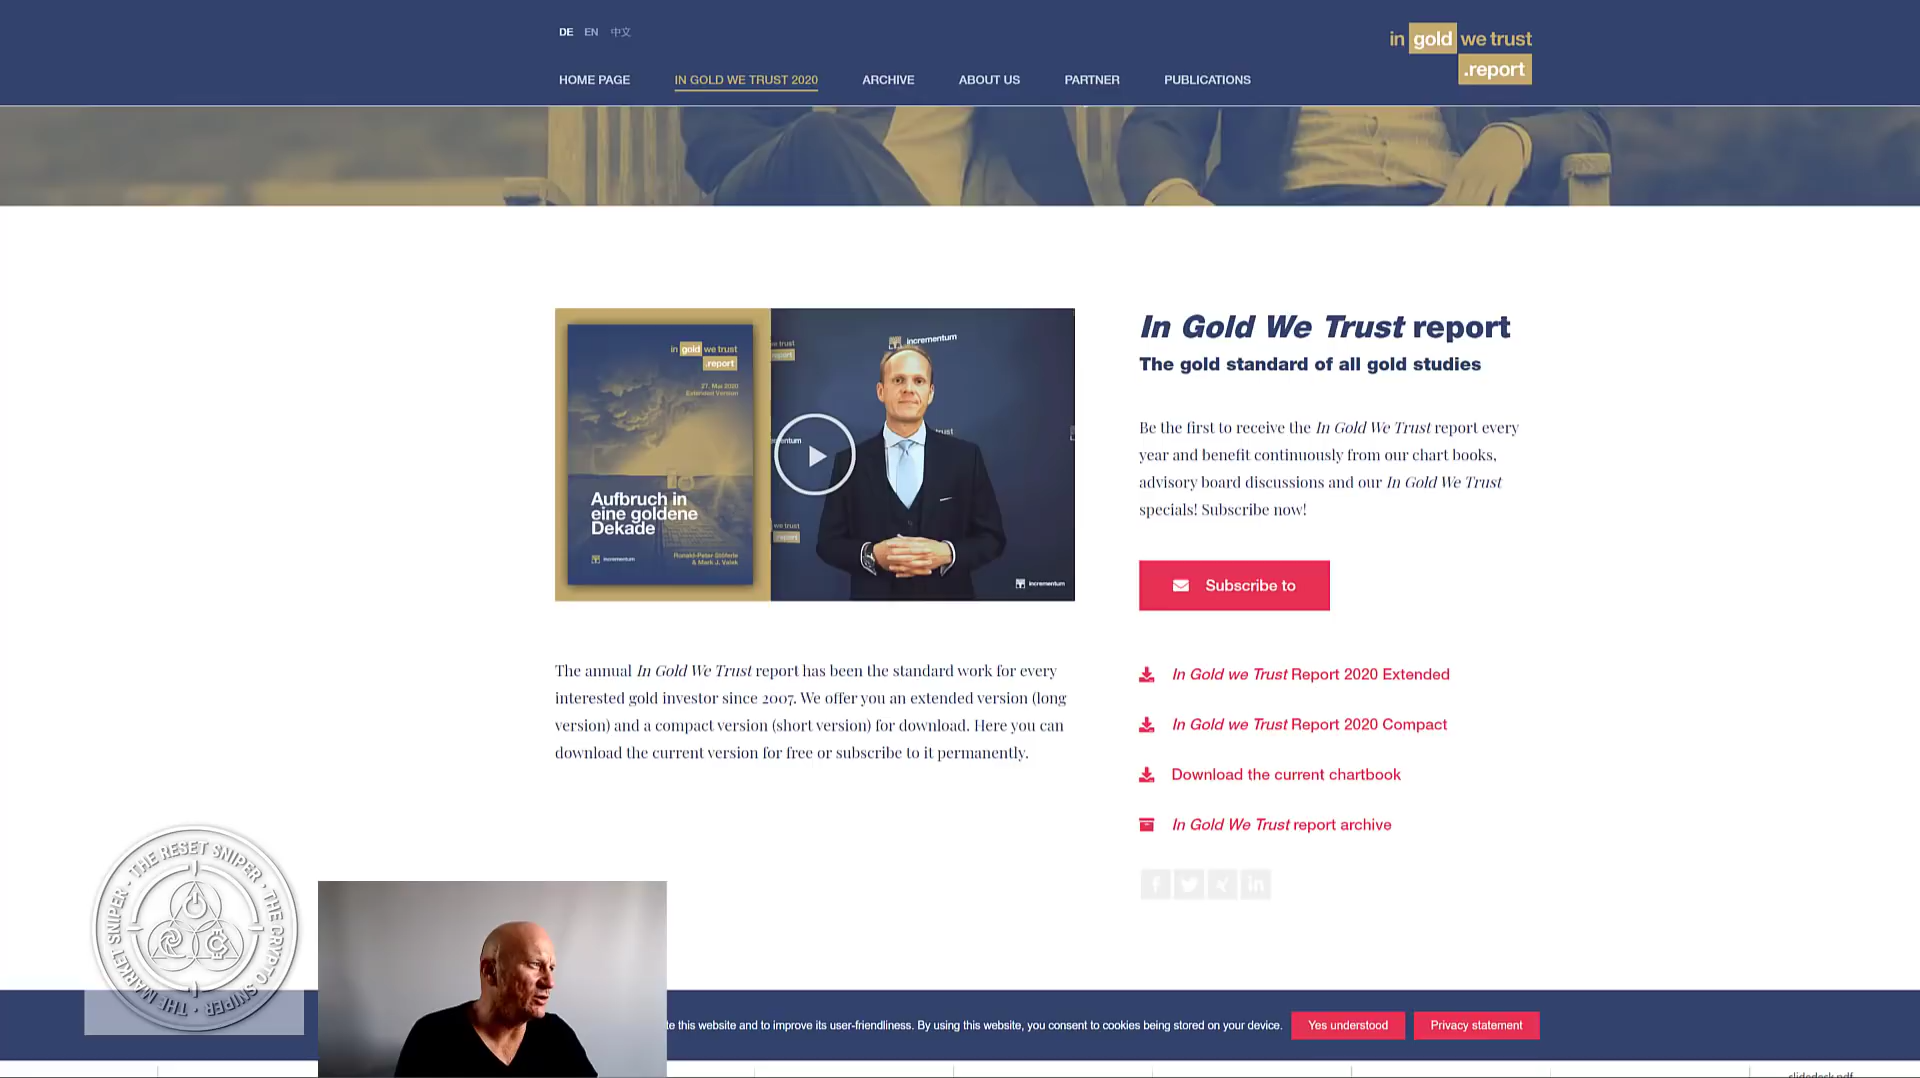 DE EN 中文
in gold we trust
.report
HOME PAGE IN GOLD WE TRUST 2020 ARCHIVE ABOUT US PARTNER PUBLICATIONS
in gold we trust
.report
27. Mai 2020
Extended Version
Aufbruch in
eine goldene
Dekade
incrementum
Ronald-Peter Stöferle
& Mark J. Valek
we trust
report
incrementum
we trust
report
incrementum
In Gold We Trust report
The gold standard of all gold studies
Be the first to receive the In Gold We Trust report every
year and benefit continuously from our chart books,
advisory board discussions and our In Gold We Trust
specials! Subscribe now!
Subscribe to
The annual In Gold We Trust report has been the standard work for every
interested gold investor since 2007. We offer you an extended version (long
version) and a compact version (short version) for download. Here you can
download the current version for free or subscribe to it permanently.
In Gold we Trust Report 2020 Extended
In Gold we Trust Report 2020 Compact
Download the current chartbook
In Gold We Trust report archive
THE RESET SNIPER · THE CRYPTO SNIPER · THE MARKET SNIPER ·
this website and to improve its user-friendliness. By using this website, you consent to cookies being stored on your device.
Yes understood
Privacy statement